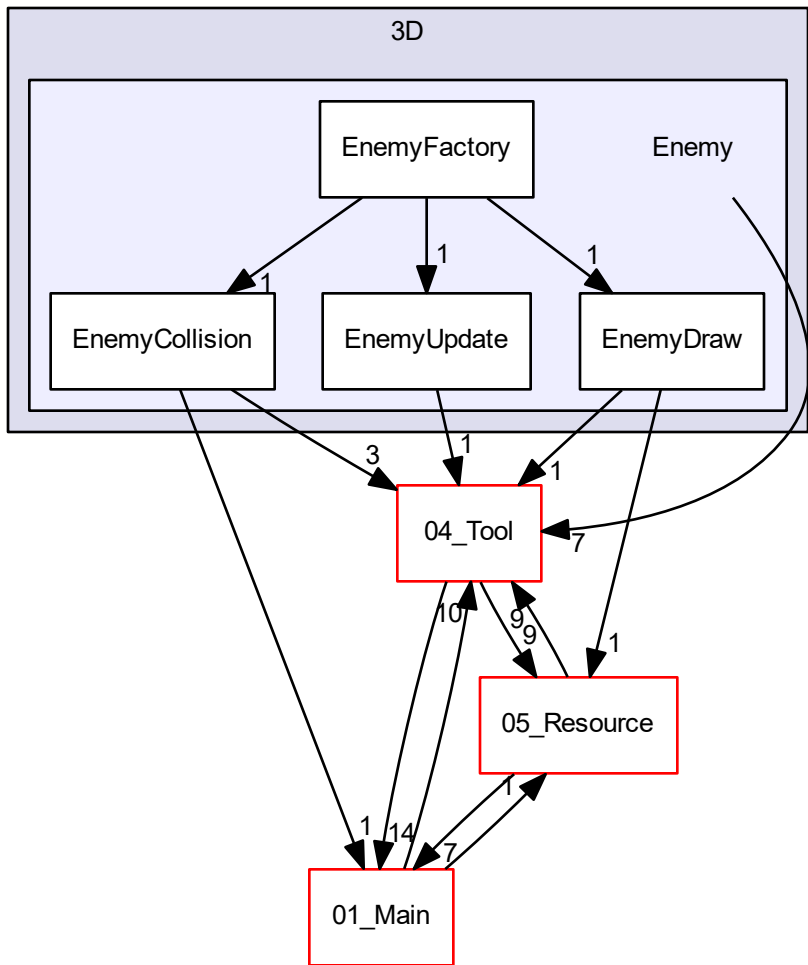 3D
EnemyFactory
Enemy
1
1
1
EnemyCollision
EnemyUpdate
EnemyDraw
3
1
1
04_Tool
7
10
9
9
1
05_Resource
1
1
14
7
01_Main